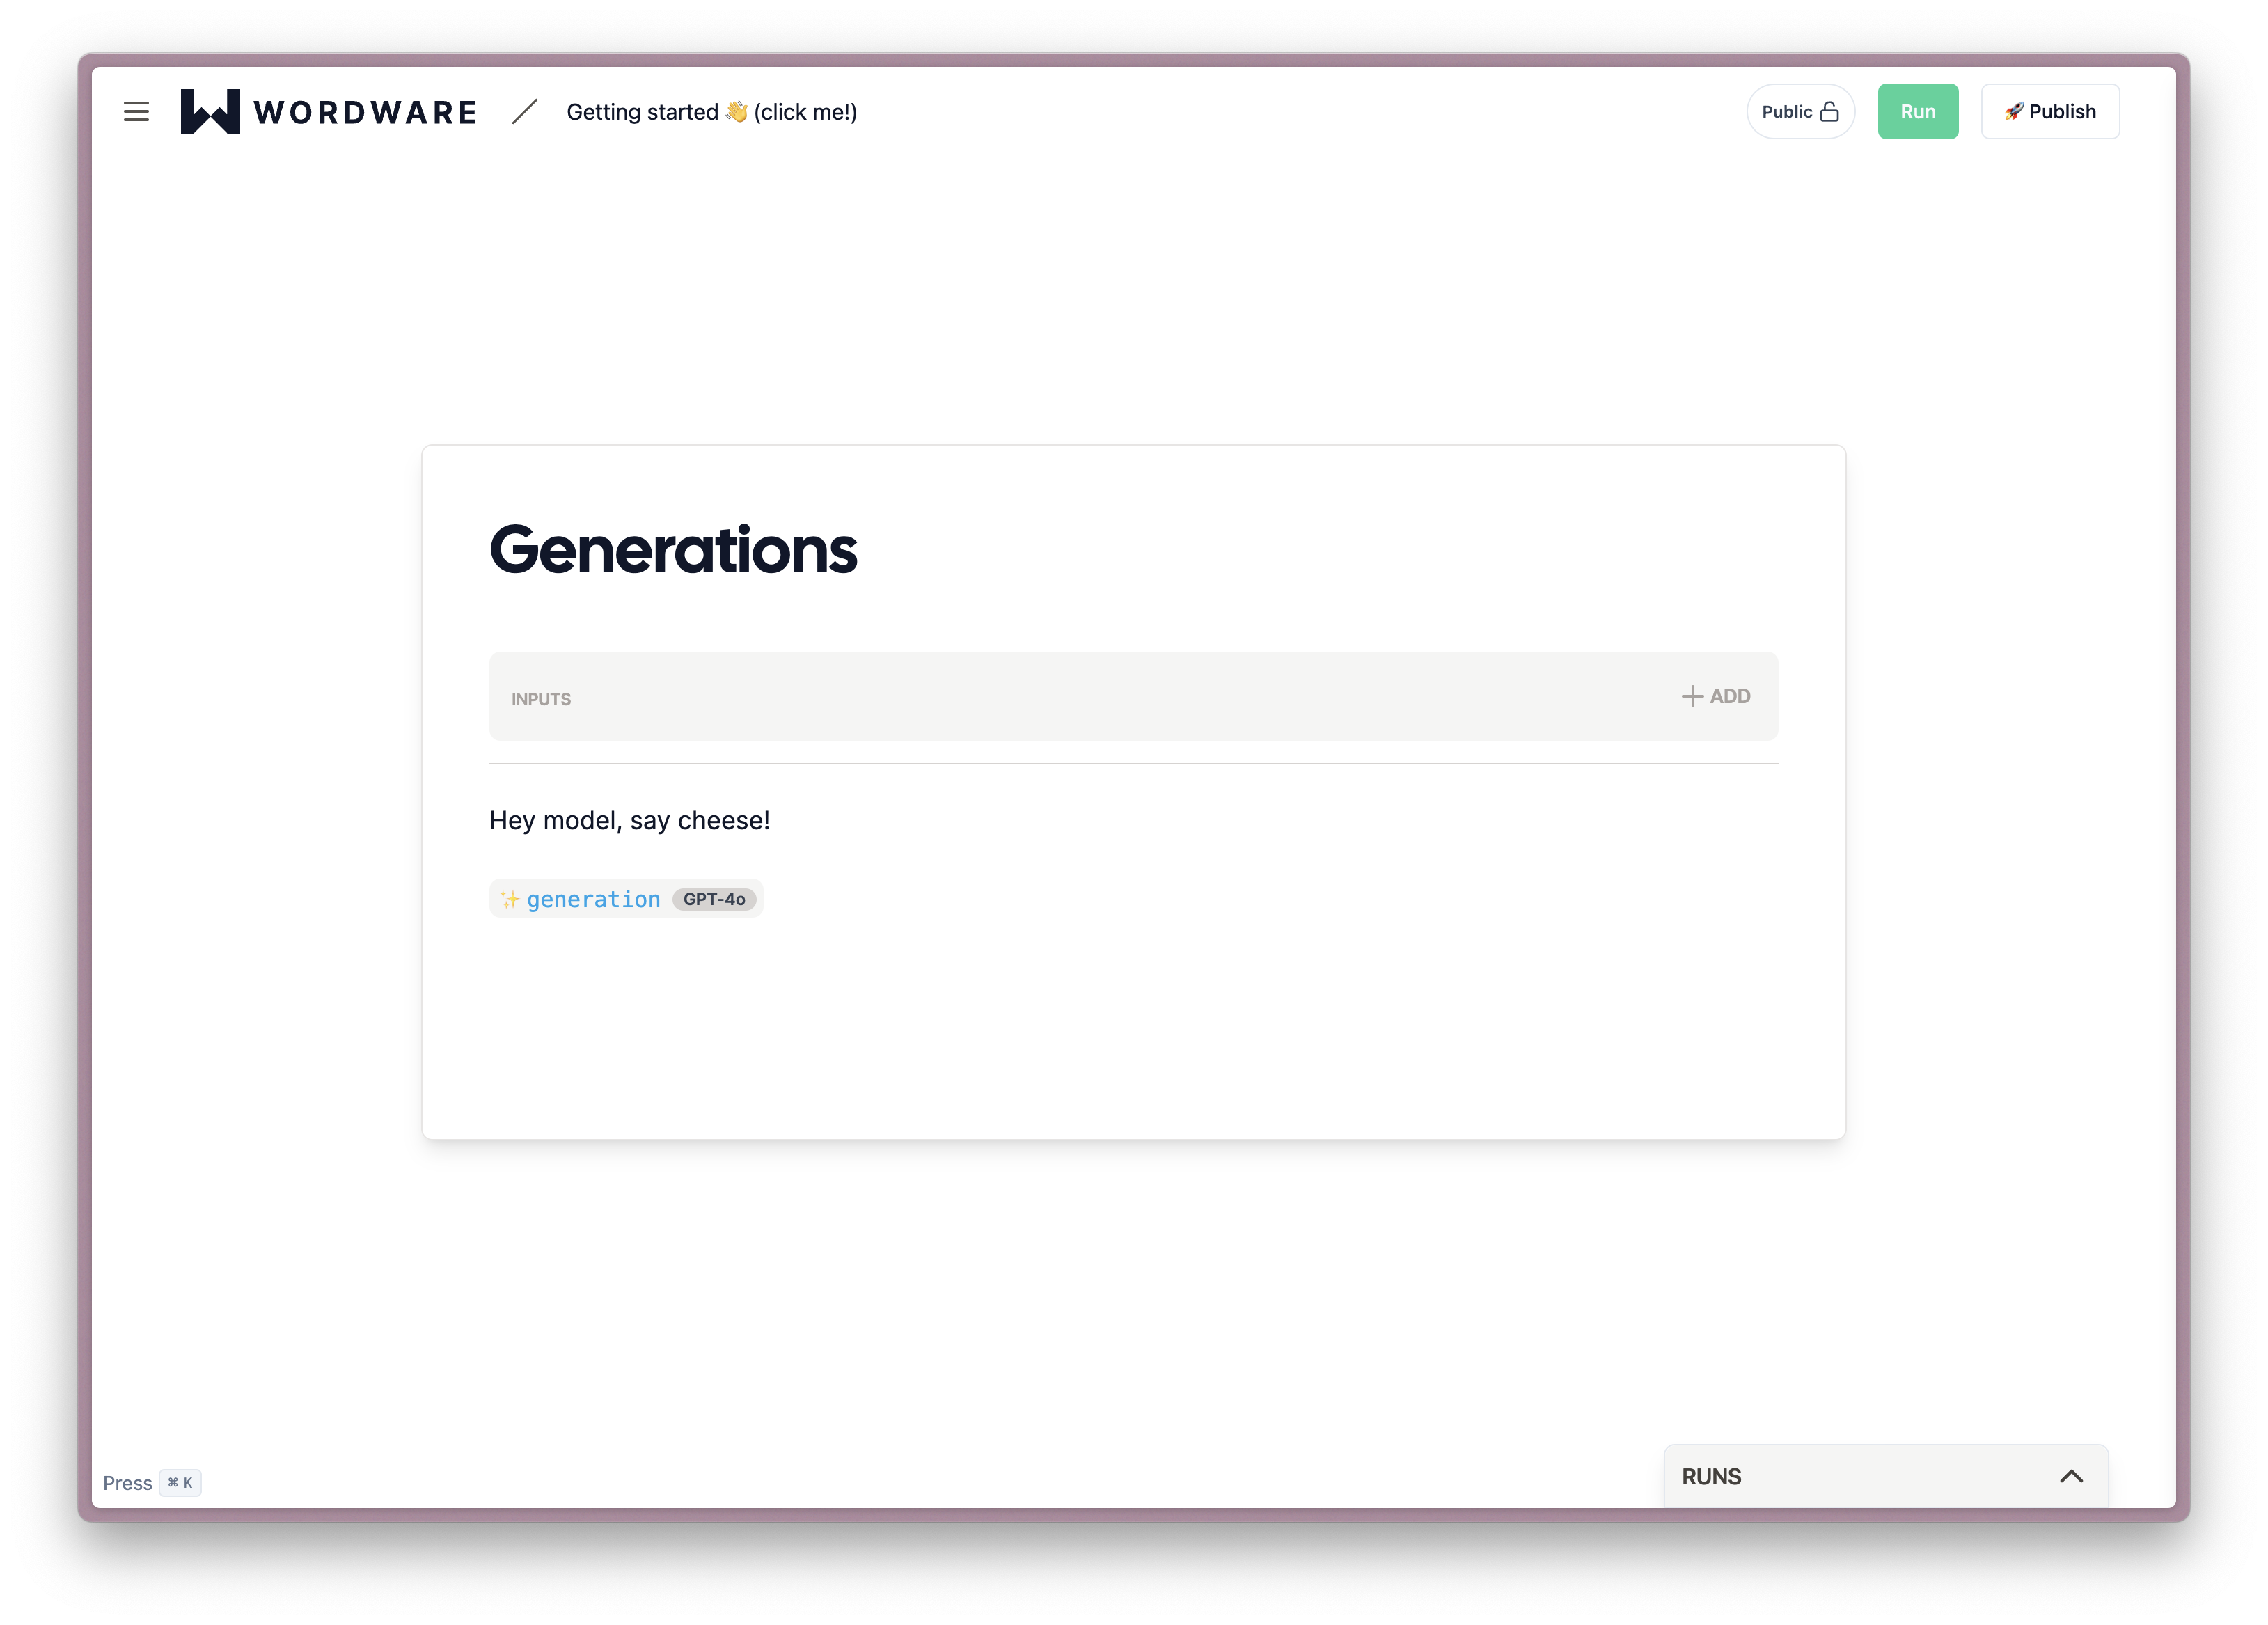 WORDWARE / Getting started 👋 (click me!) Public Run 🚀 Publish
Generations
INPUTS + ADD
Hey model, say cheese!
✨ generation GPT-4o
Press ⌘ K RUNS